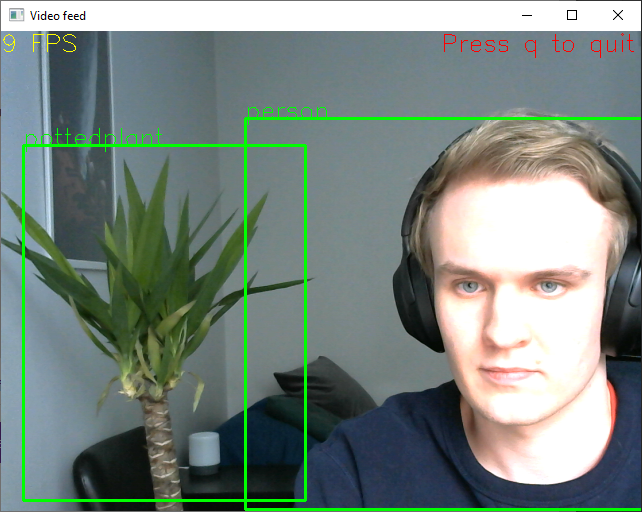 Video feed
9 FPS
Press q to quit
person
pottedplant